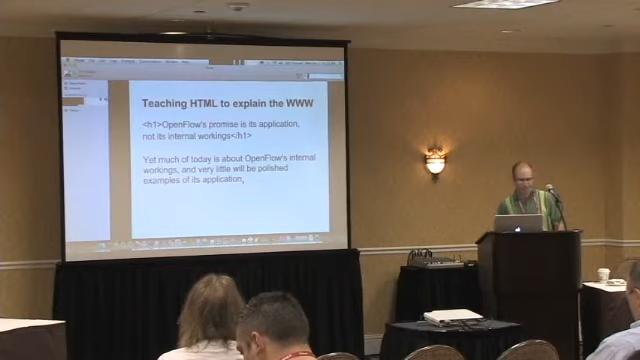 Teaching HTML to explain the WWW
<h1>OpenFlow's promise is its application,
not its internal workings</h1>
Yet much of today is about OpenFlow's internal
workings, and very little will be polished
examples of its application,